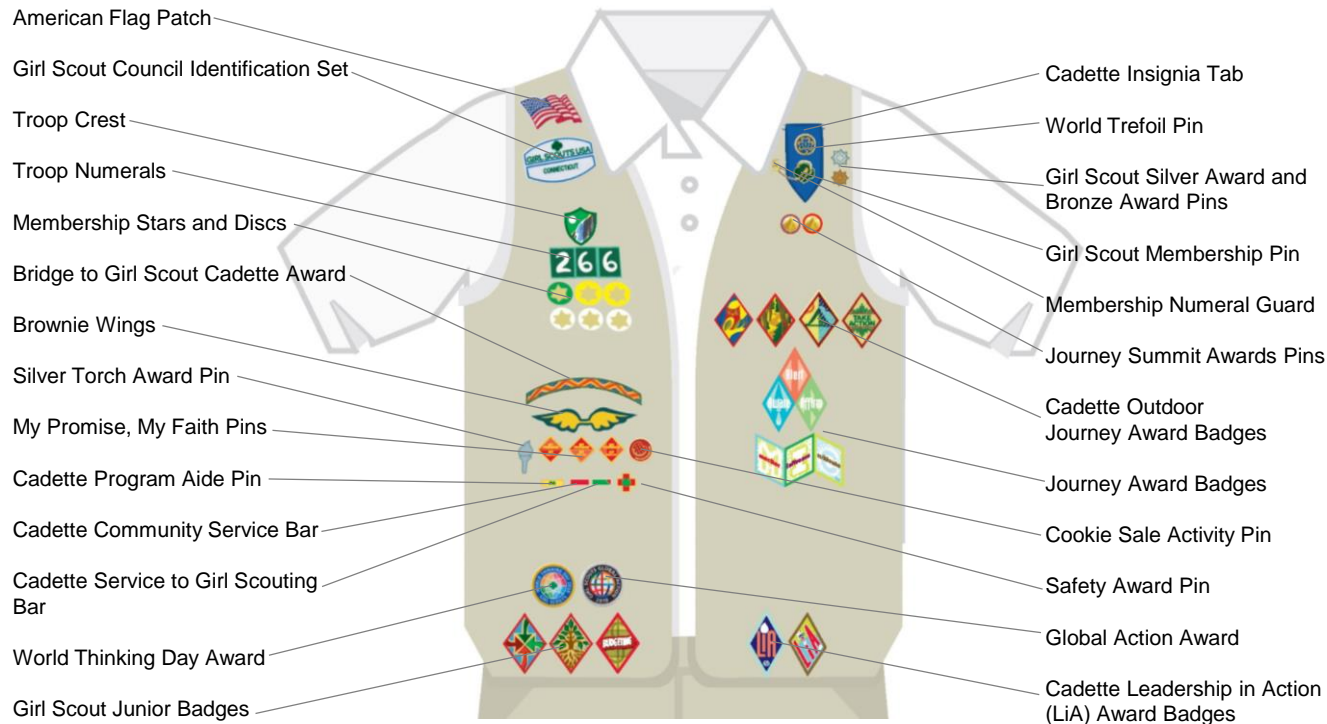 American Flag Patch
Girl Scout Council Identification Set
Troop Crest
Troop Numerals
Membership Stars and Discs
Bridge to Girl Scout Cadette Award
Brownie Wings
Silver Torch Award Pin
My Promise, My Faith Pins
Cadette Program Aide Pin
Cadette Community Service Bar
Cadette Service to Girl Scouting
Bar
World Thinking Day Award
Girl Scout Junior Badges
GIRL SCOUTS USA
CONNECTICUT
266
TAKE
ACTION
LiA
Cadette Insignia Tab
World Trefoil Pin
Girl Scout Silver Award and
Bronze Award Pins
Girl Scout Membership Pin
Membership Numeral Guard
Journey Summit Awards Pins
Cadette Outdoor
Journey Award Badges
Journey Award Badges
Cookie Sale Activity Pin
Safety Award Pin
Global Action Award
Cadette Leadership in Action
(LiA) Award Badges